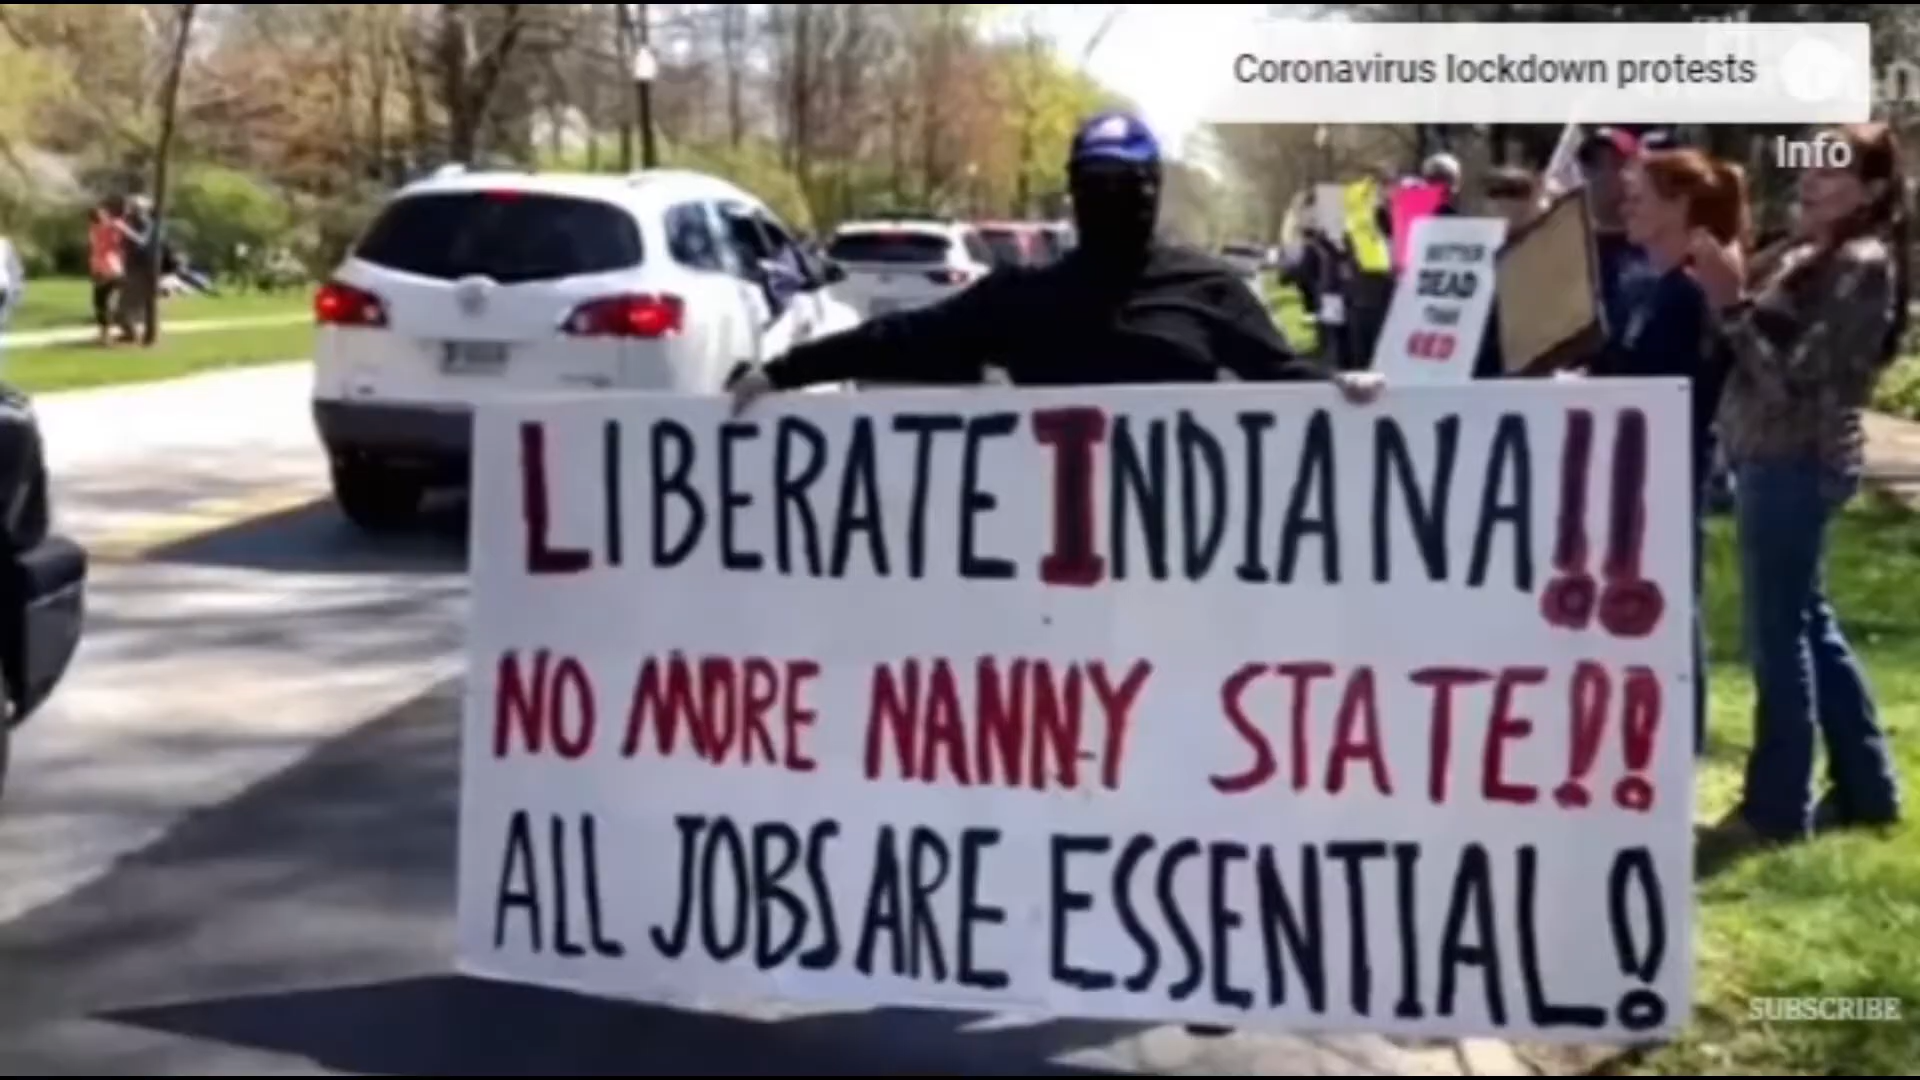 Coronavirus lockdown protests
Info
BETTER
DEAD
THAN
RED
LIBERATE INDIANA!!
NO MORE NANNY STATE!!
ALL JOBS ARE ESSENTIAL!
SUBSCRIBE